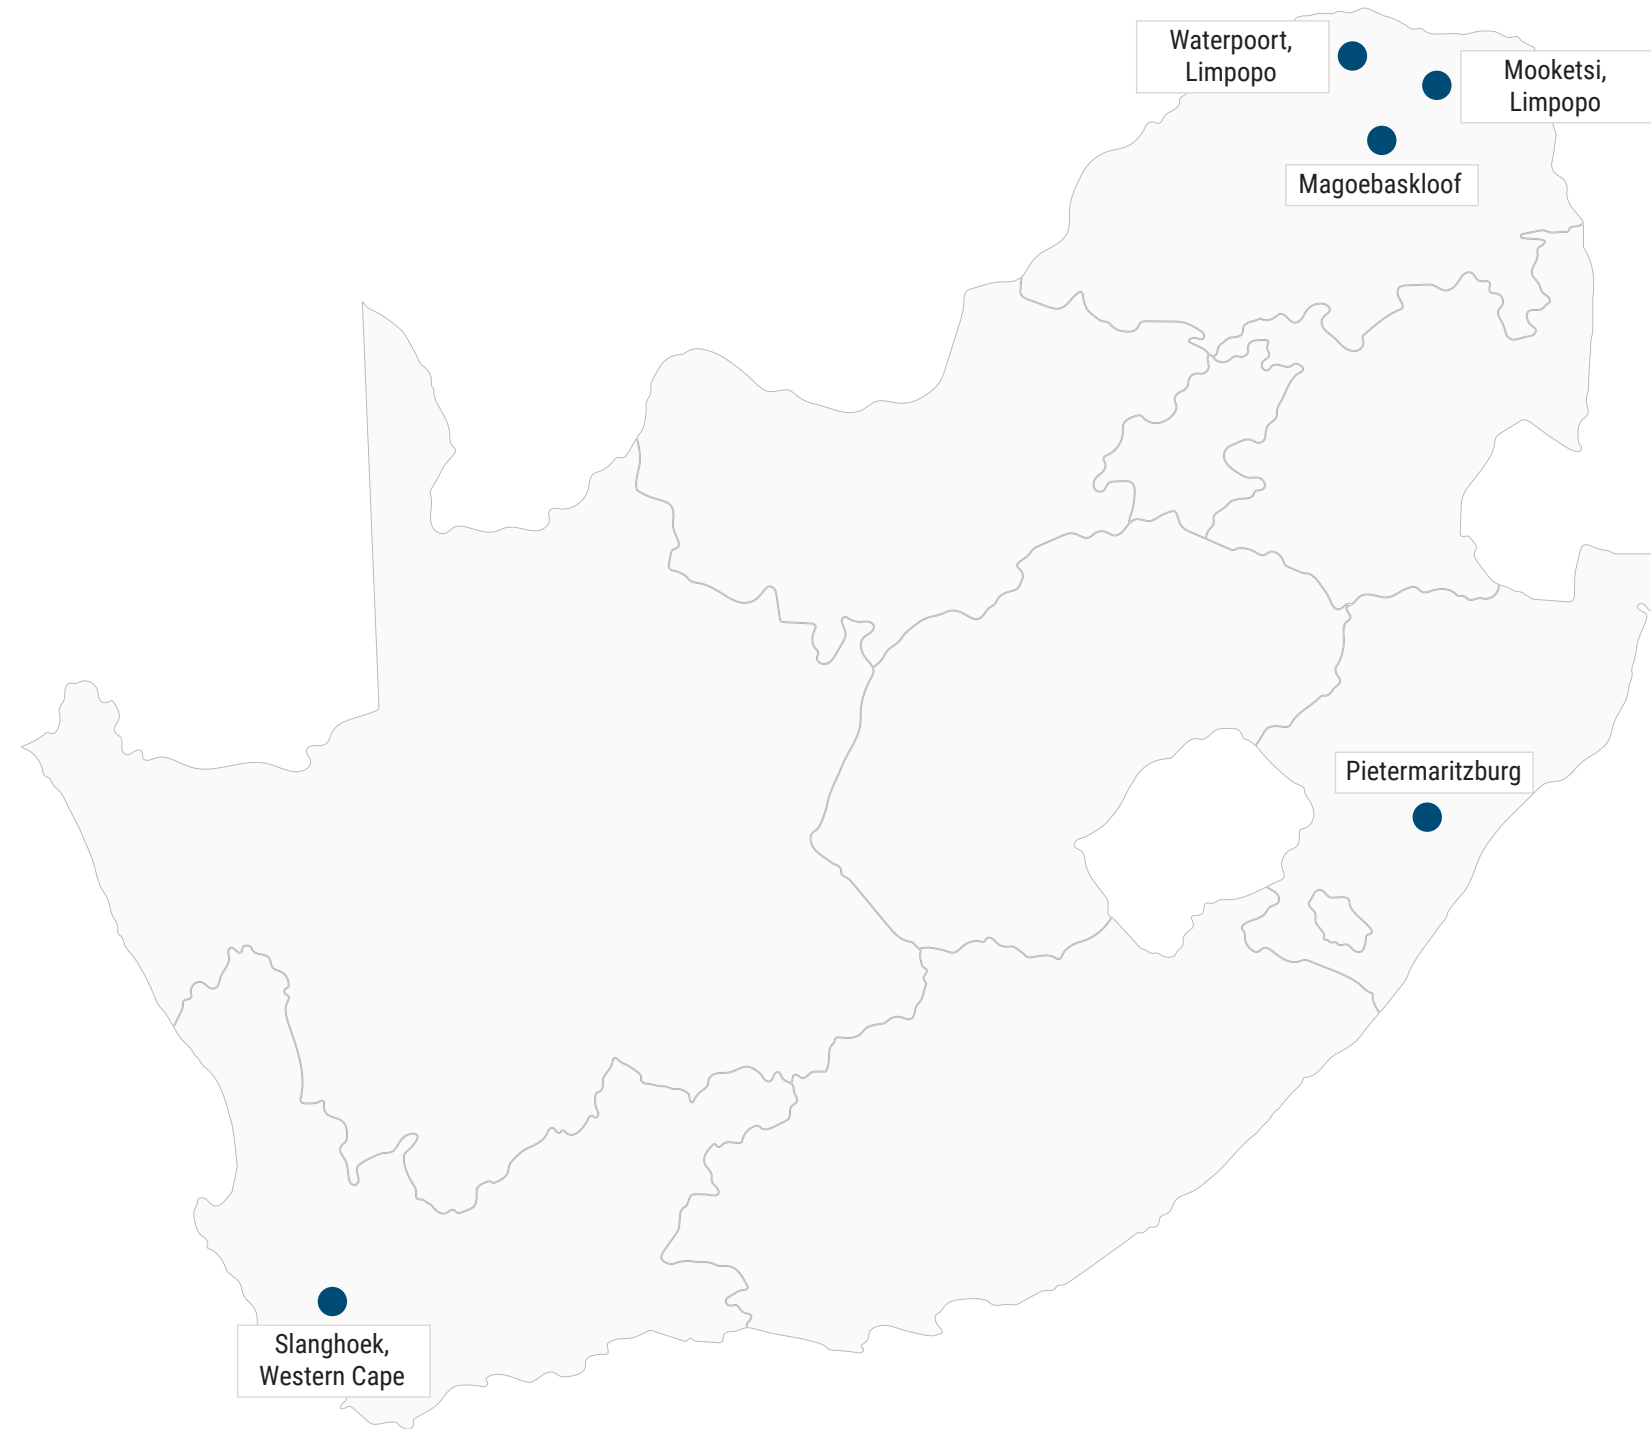 Waterpoort,
Limpopo
Mooketsi,
Limpopo
Magoebaskloof
Pietermaritzburg
Slanghoek,
Western Cape